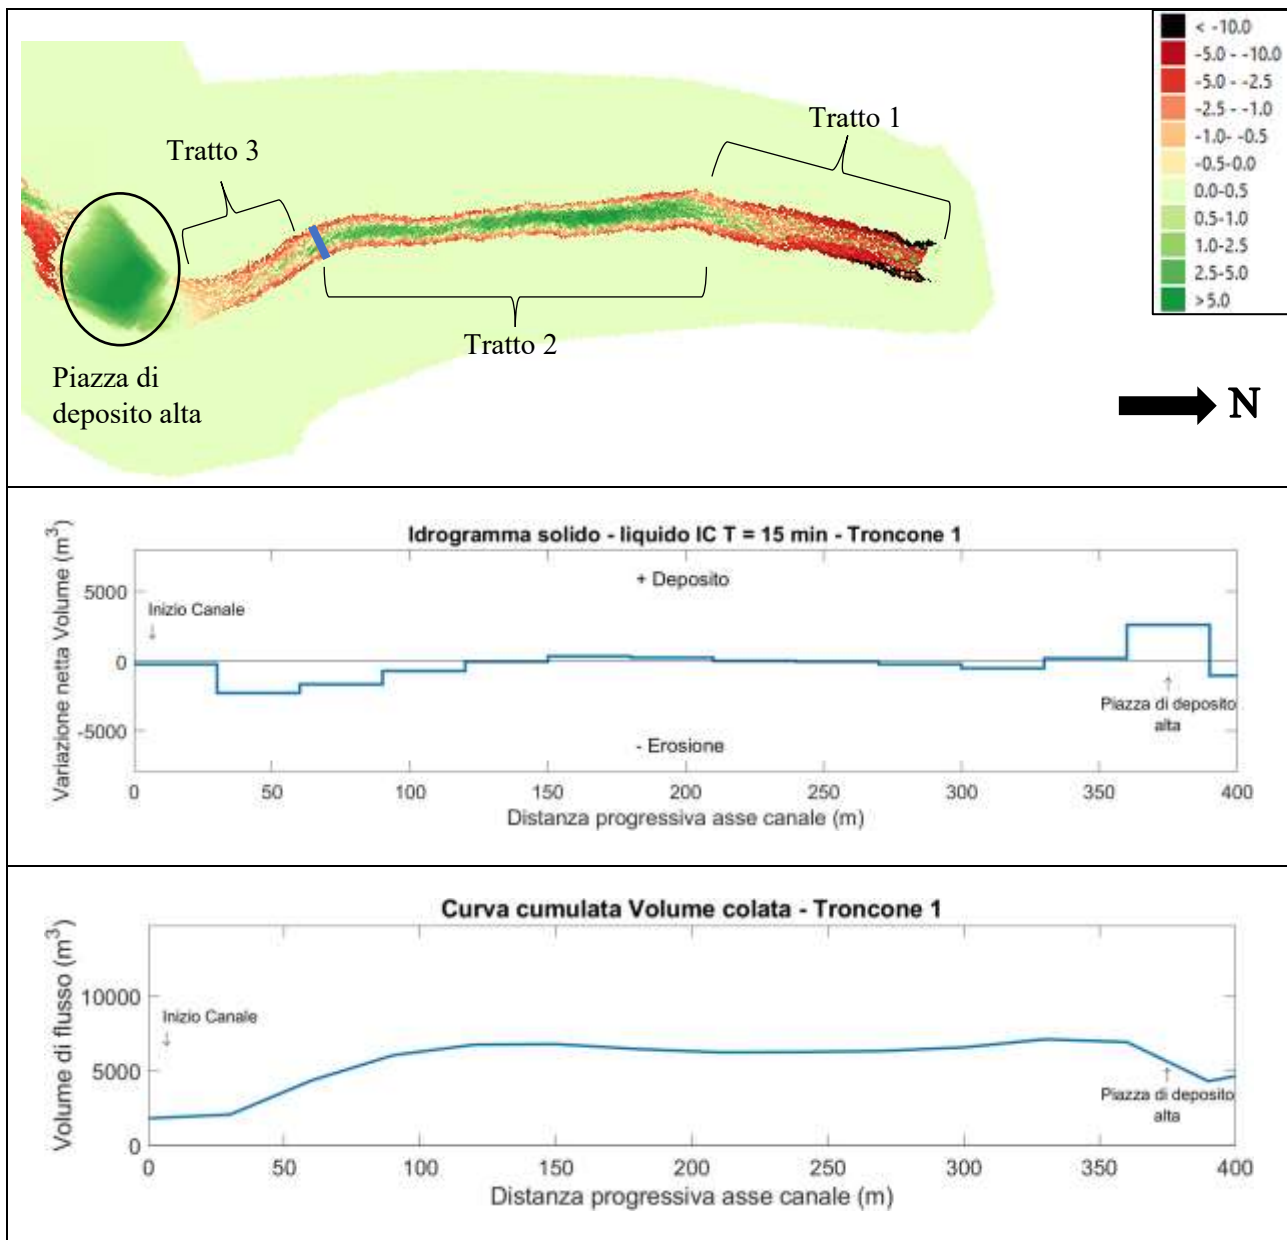 < -10.0
-5.0 - -10.0
-5.0 - -2.5
-2.5 - -1.0
-1.0- -0.5
-0.5-0.0
0.0-0.5
0.5-1.0
1.0-2.5
2.5-5.0
>5.0
Tratto 1
Tratto 3
Tratto 2
Piazza di
deposito alta
N
Idrogramma solido - liquido IC T = 15 min - Troncone 1
Variazione netta Volume (m³)
5000
0
-5000
+ Deposito
Inizio Canale
↓
↑
Piazza di deposito
alta
- Erosione
0 50 100 150 200 250 300 350 400
Distanza progressiva asse canale (m)
Curva cumulata Volume colata - Troncone 1
Volume di flusso (m³)
10000
5000
0
Inizio Canale
↓
↑
Piazza di deposito
alta
0 50 100 150 200 250 300 350 400
Distanza progressiva asse canale (m)